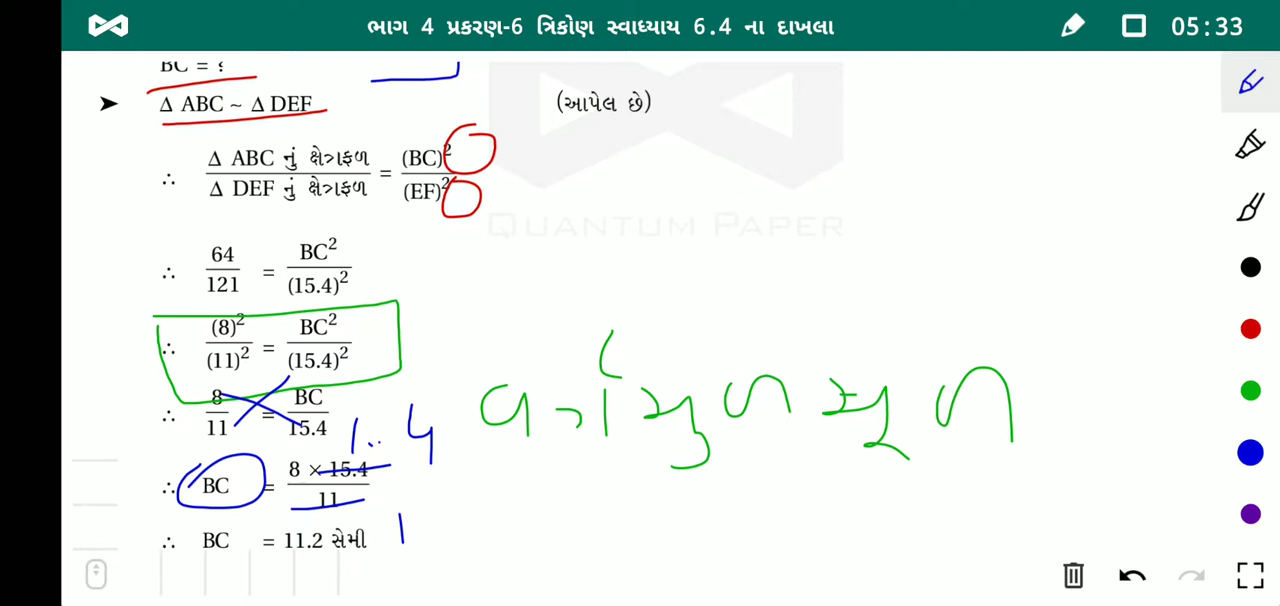 ભાગ 4 પ્રકરણ-6 ત્રિકોણ સ્વાધ્યાય 6.4 ના દાખલા
05:33
BC = ?
➤ Δ ABC ~ Δ DEF (આપેલ છે)
∴ Δ ABC નું ક્ષેત્રફળ / Δ DEF નું ક્ષેત્રફળ = (BC)² / (EF)²
QUANTUM PAPER
∴ 64 / 121 = BC² / (15.4)²
∴ (8)² / (11)² = BC² / (15.4)²
∴ 8 / 11 = BC / 15.4
1.4
∴ BC = 8 × 15.4 / 11
1
∴ BC = 11.2 સેમી